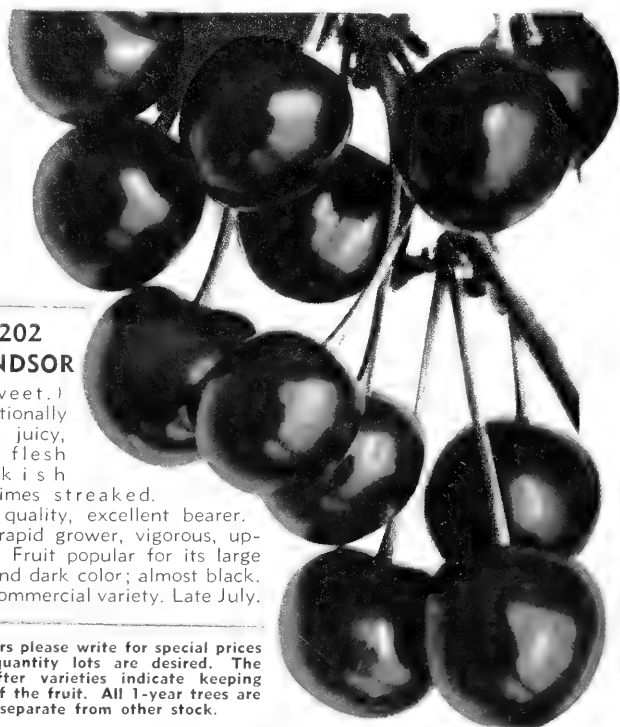 202
NDSOR
veet.)
tionally
juicy,
flesh
k i s h
imes streaked.
quality, excellent bearer.
rapid grower, vigorous, up-
Fruit popular for its large
nd dark color; almost black.
ommercial variety. Late July.
rs please write for special prices
quantity lots are desired. The
fter varieties indicate keeping
f the fruit. All 1-year trees are
separate from other stock.